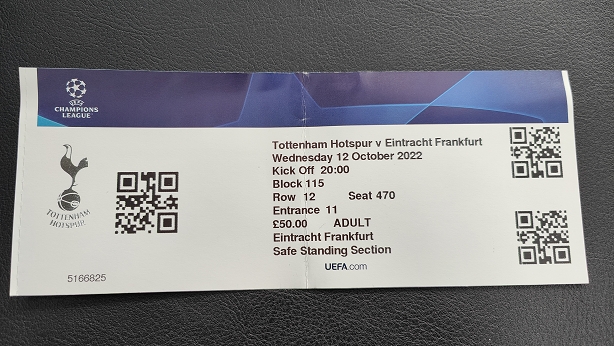 CHAMPIONS
LEAGUE
TOTTENHAM
HOTSPUR
5166825
Tottenham Hotspur v Eintracht Frankfurt
Wednesday 12 October 2022
Kick Off 20:00
Block 115
Row 12 Seat 470
Entrance 11
£50.00 ADULT
Eintracht Frankfurt
Safe Standing Section
UEFA.com